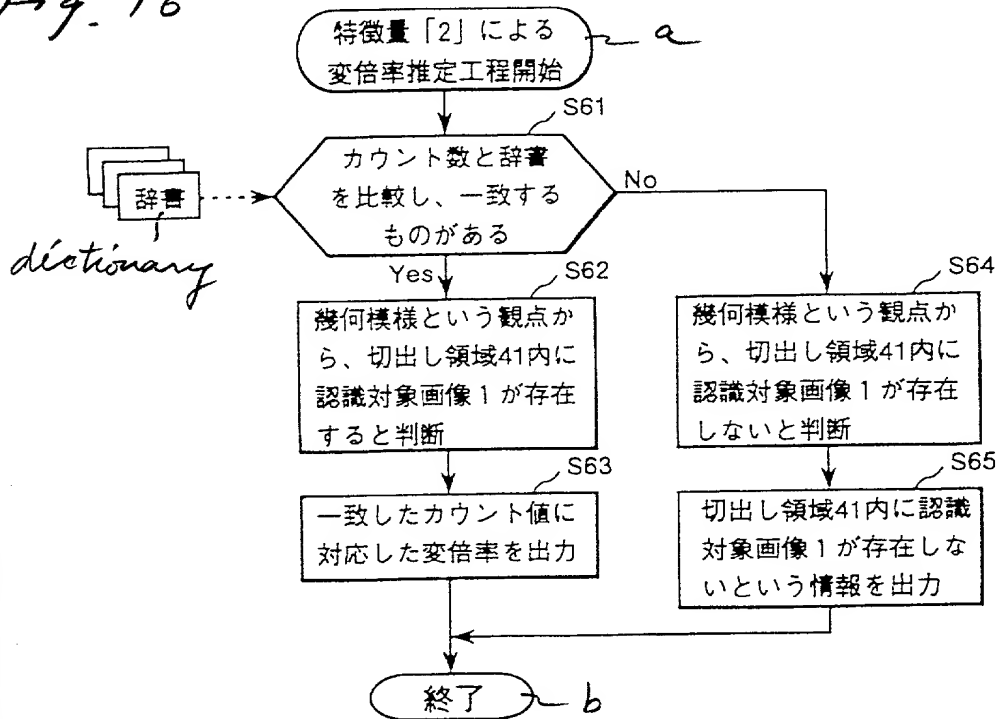 Fig. 16
特徴量「2」による
変倍率推定工程開始
a
S61
カウント数と辞書
を比較し、一致する
ものがある
No
辞書
dictionary
Yes
S62
幾何模様という観点か
ら、切出し領域41内に
認識対象画像1が存在
すると判断
S64
幾何模様という観点か
ら、切出し領域41内に
認識対象画像1が存在
しないと判断
S63
一致したカウント値に
対応した変倍率を出力
S65
切出し領域41内に認識
対象画像1が存在しな
いという情報を出力
終了
b